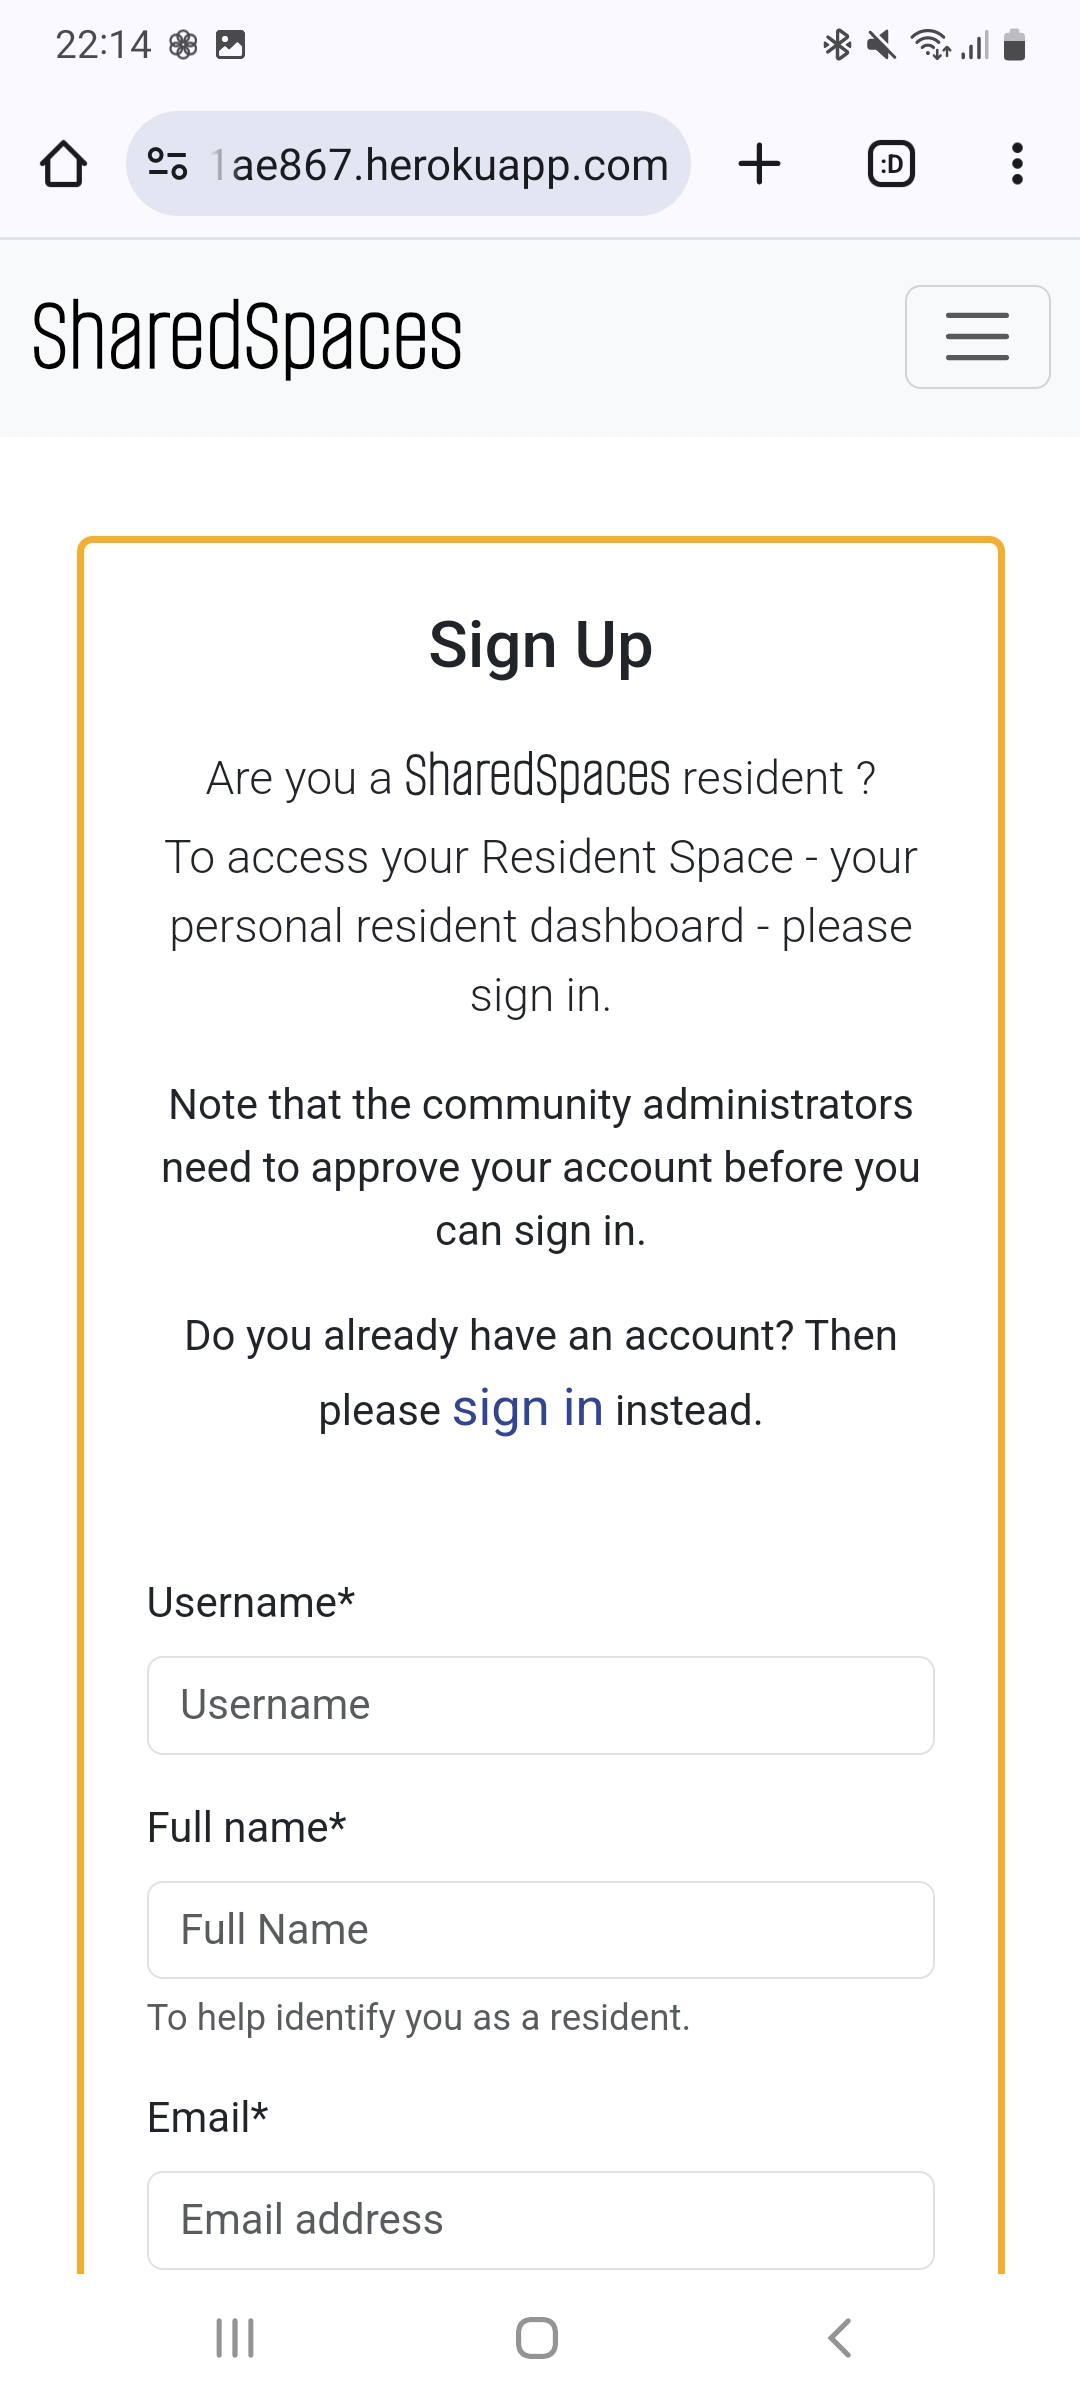 22:14
1ae867.herokuapp.com
:D
SharedSpaces
Sign Up
Are you a SharedSpaces resident ?
To access your Resident Space - your
personal resident dashboard - please
sign in.
Note that the community administrators
need to approve your account before you
can sign in.
Do you already have an account? Then
please sign in instead.
Username*
Username
Full name*
Full Name
To help identify you as a resident.
Email*
Email address